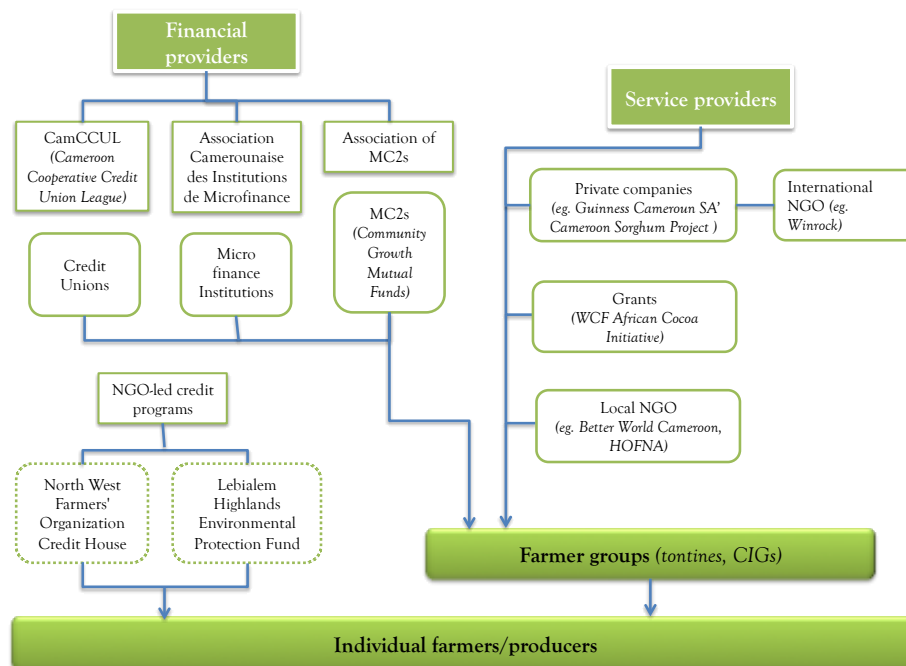 Financial
providers
Service providers
CamCCUL
(Cameroon
Cooperative Credit
Union League)
Association
Camerounaise
des Institutions
de Microfinance
Association of
MC2s
Private companies
(eg. Guinness Cameroun SA'
Cameroon Sorghum Project )
International
NGO (eg.
Winrock)
Credit
Unions
Micro
finance
Institutions
MC2s
(Community
Growth
Mutual
Funds)
Grants
(WCF African Cocoa
Initiative)
NGO-led credit
programs
Local NGO
(eg. Better World Cameroon,
HOFNA)
North West
Farmers'
Organization
Credit House
Lebialem
Highlands
Environmental
Protection Fund
Farmer groups (tontines, CIGs)
Individual farmers/producers